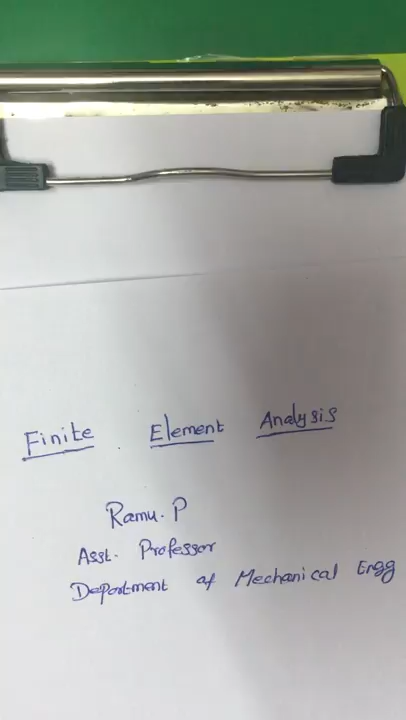 Finite Element Analysis
Ramu. P
Asst. Professor
Department of Mechanical Engg